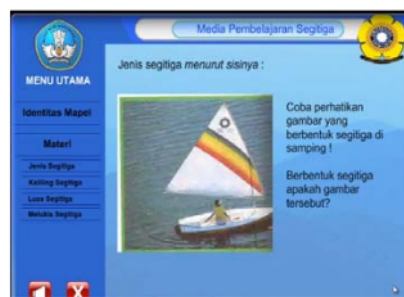 Media Pembelajaran Segitiga
MENU UTAMA
Identitas Mapel
Materi
Jenis Segitiga
Keliling Segitiga
Luas Segitiga
Melukis Segitiga
Jenis segitiga menurut sisinya :
Coba perhatikan
gambar yang
berbentuk segitiga di
samping !
Berbentuk segitiga
apakah gambar
tersebut?
X